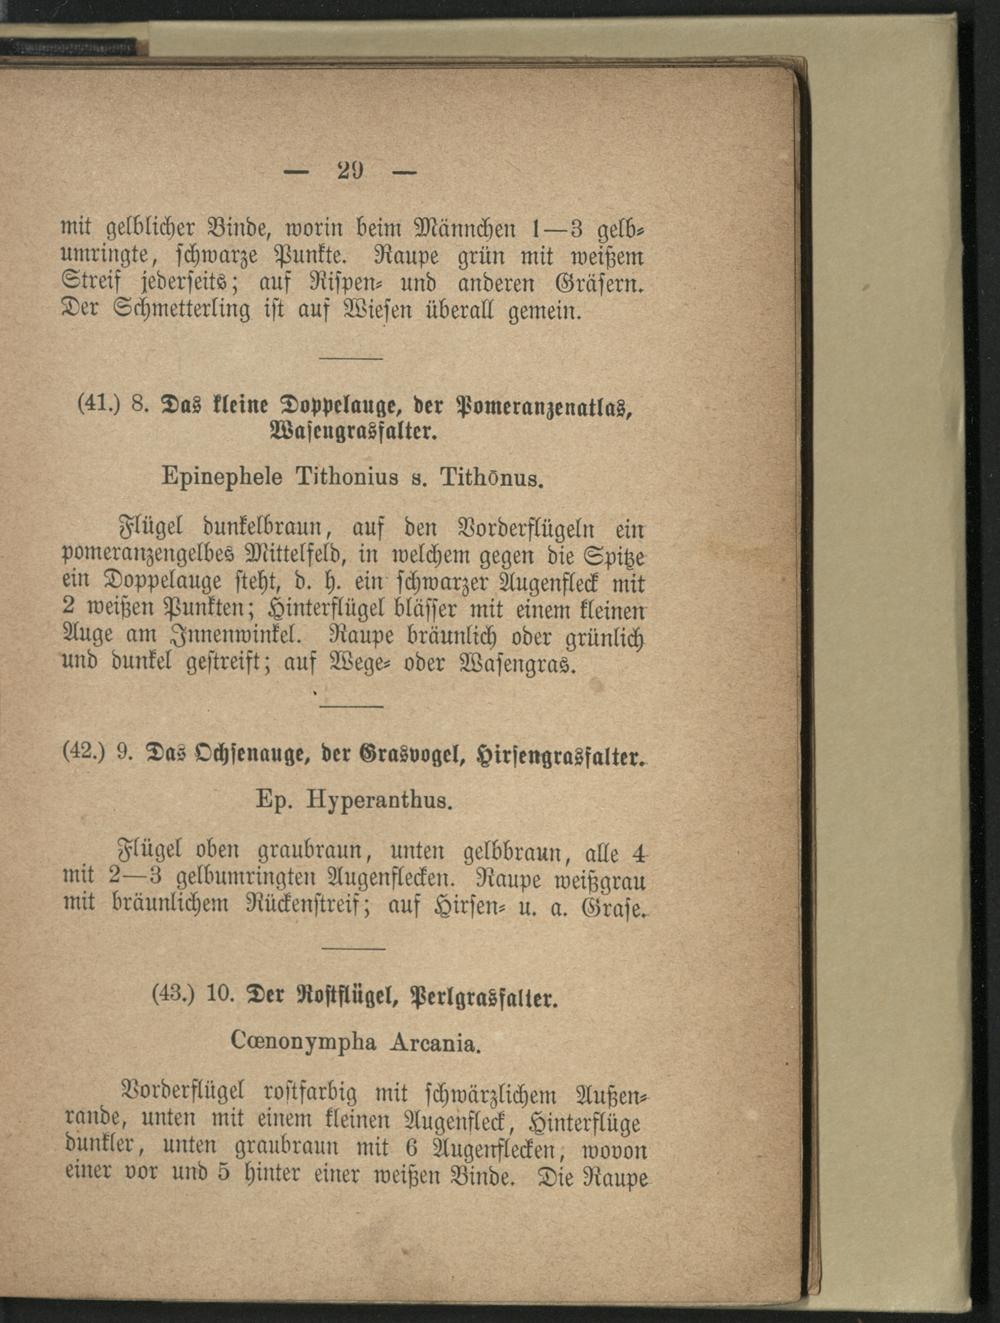 — 29 —
mit gelblicher Binde, worin beim Männchen 1—3 gelb-
umringte, schwarze Punkte. Raupe grün mit weißem
Streif jederseits; auf Rispen- und anderen Gräsern.
Der Schmetterling ist auf Wiesen überall gemein.
(41.) 8. Das kleine Doppelauge, der Pomeranzenatlas,
Wasengrasfalter.
Epinephele Tithonius s. Tithōnus.
Flügel dunkelbraun, auf den Vorderflügeln ein
pomeranzengelbes Mittelfeld, in welchem gegen die Spitze
ein Doppelauge steht, d. h. ein schwarzer Augenfleck mit
2 weißen Punkten; Hinterflügel blässer mit einem kleinen
Auge am Innenwinkel. Raupe bräunlich oder grünlich
und dunkel gestreift; auf Wege- oder Wasengras.
(42.) 9. Das Ochsenauge, der Grasvogel, Hirsengrasfalter.
Ep. Hyperanthus.
Flügel oben graubraun, unten gelbbraun, alle 4
mit 2—3 gelbumringten Augenflecken. Raupe weißgrau
mit bräunlichem Rückenstreif; auf Hirsen- u. a. Grase.
(43.) 10. Der Rostflügel, Perlgrasfalter.
Cœnonympha Arcania.
Vorderflügel rostfarbig mit schwärzlichem Außen-
rande, unten mit einem kleinen Augenfleck, Hinterflüge
dunkler, unten graubraun mit 6 Augenflecken, wovon
einer vor und 5 hinter einer weißen Binde. Die Raupe